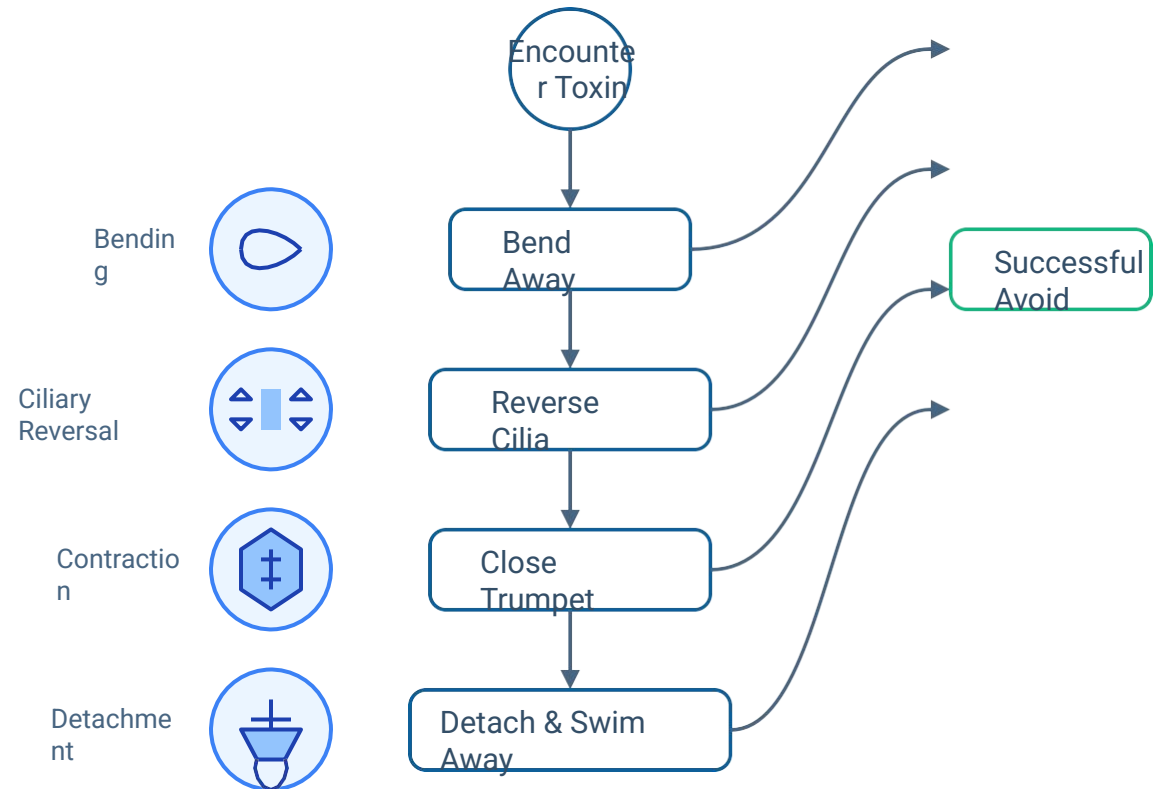 Encounte
r Toxin
Bendin
g
Bend
Away
Successful
Avoid
Ciliary
Reversal
Reverse
Cilia
Contractio
n
Close
Trumpet
Detachme
nt
Detach & Swim
Away